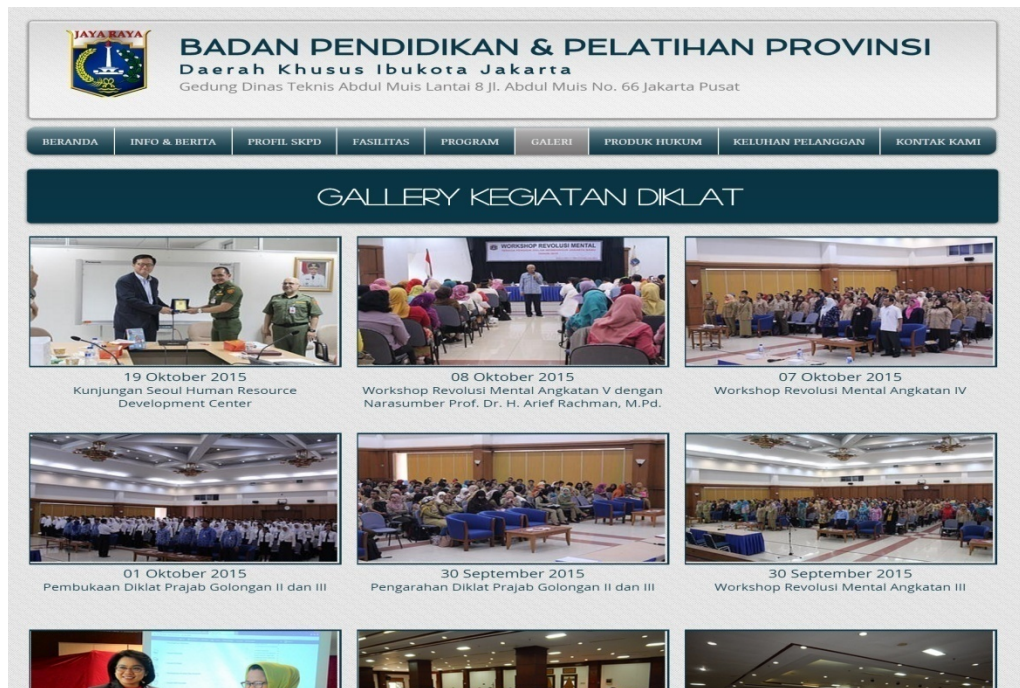 JAYA RAYA
BADAN PENDIDIKAN & PELATIHAN PROVINSI
Daerah Khusus Ibukota Jakarta
Gedung Dinas Teknis Abdul Muis Lantai 8 Jl. Abdul Muis No. 66 Jakarta Pusat
BERANDA INFO & BERITA PROFIL SKPD FASILITAS PROGRAM GALERI PRODUK HUKUM KELUHAN PELANGGAN KONTAK KAMI
GALLERY KEGIATAN DIKLAT
WORKSHOP REVOLUSI MENTAL
19 Oktober 2015
Kunjungan Seoul Human Resource
Development Center
08 Oktober 2015
Workshop Revolusi Mental Angkatan V dengan
Narasumber Prof. Dr. H. Arief Rachman, M.Pd.
07 Oktober 2015
Workshop Revolusi Mental Angkatan IV
01 Oktober 2015
Pembukaan Diklat Prajab Golongan II dan III
30 September 2015
Pengarahan Diklat Prajab Golongan II dan III
30 September 2015
Workshop Revolusi Mental Angkatan III